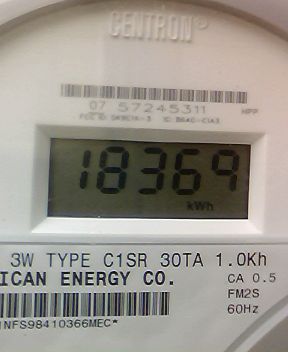 CENTRON®
07 57245311
HPP
18369
kWh
3W TYPE C1SR 30TA 1.0Kh
ICAN ENERGY CO.
CA 0.5
FM2S
60Hz
NFS98410366MEC*